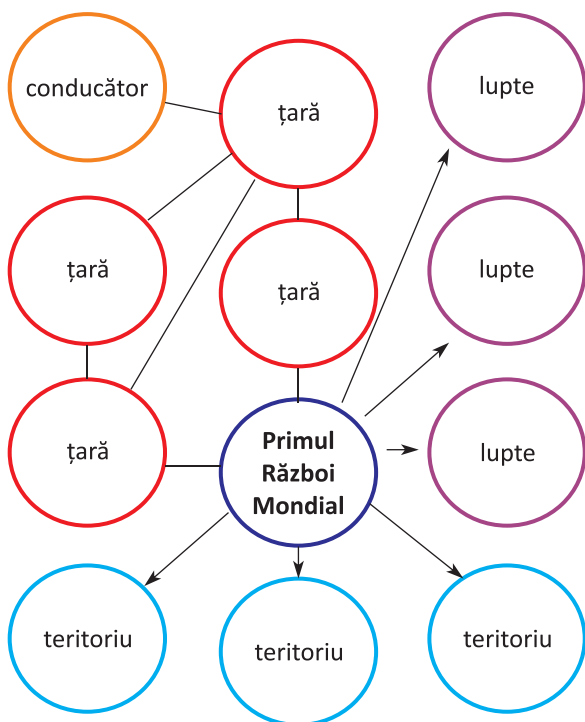 conducător
țară
lupte
țară
țară
lupte
țară
Primul
Război
Mondial
lupte
teritoriu
teritoriu
teritoriu